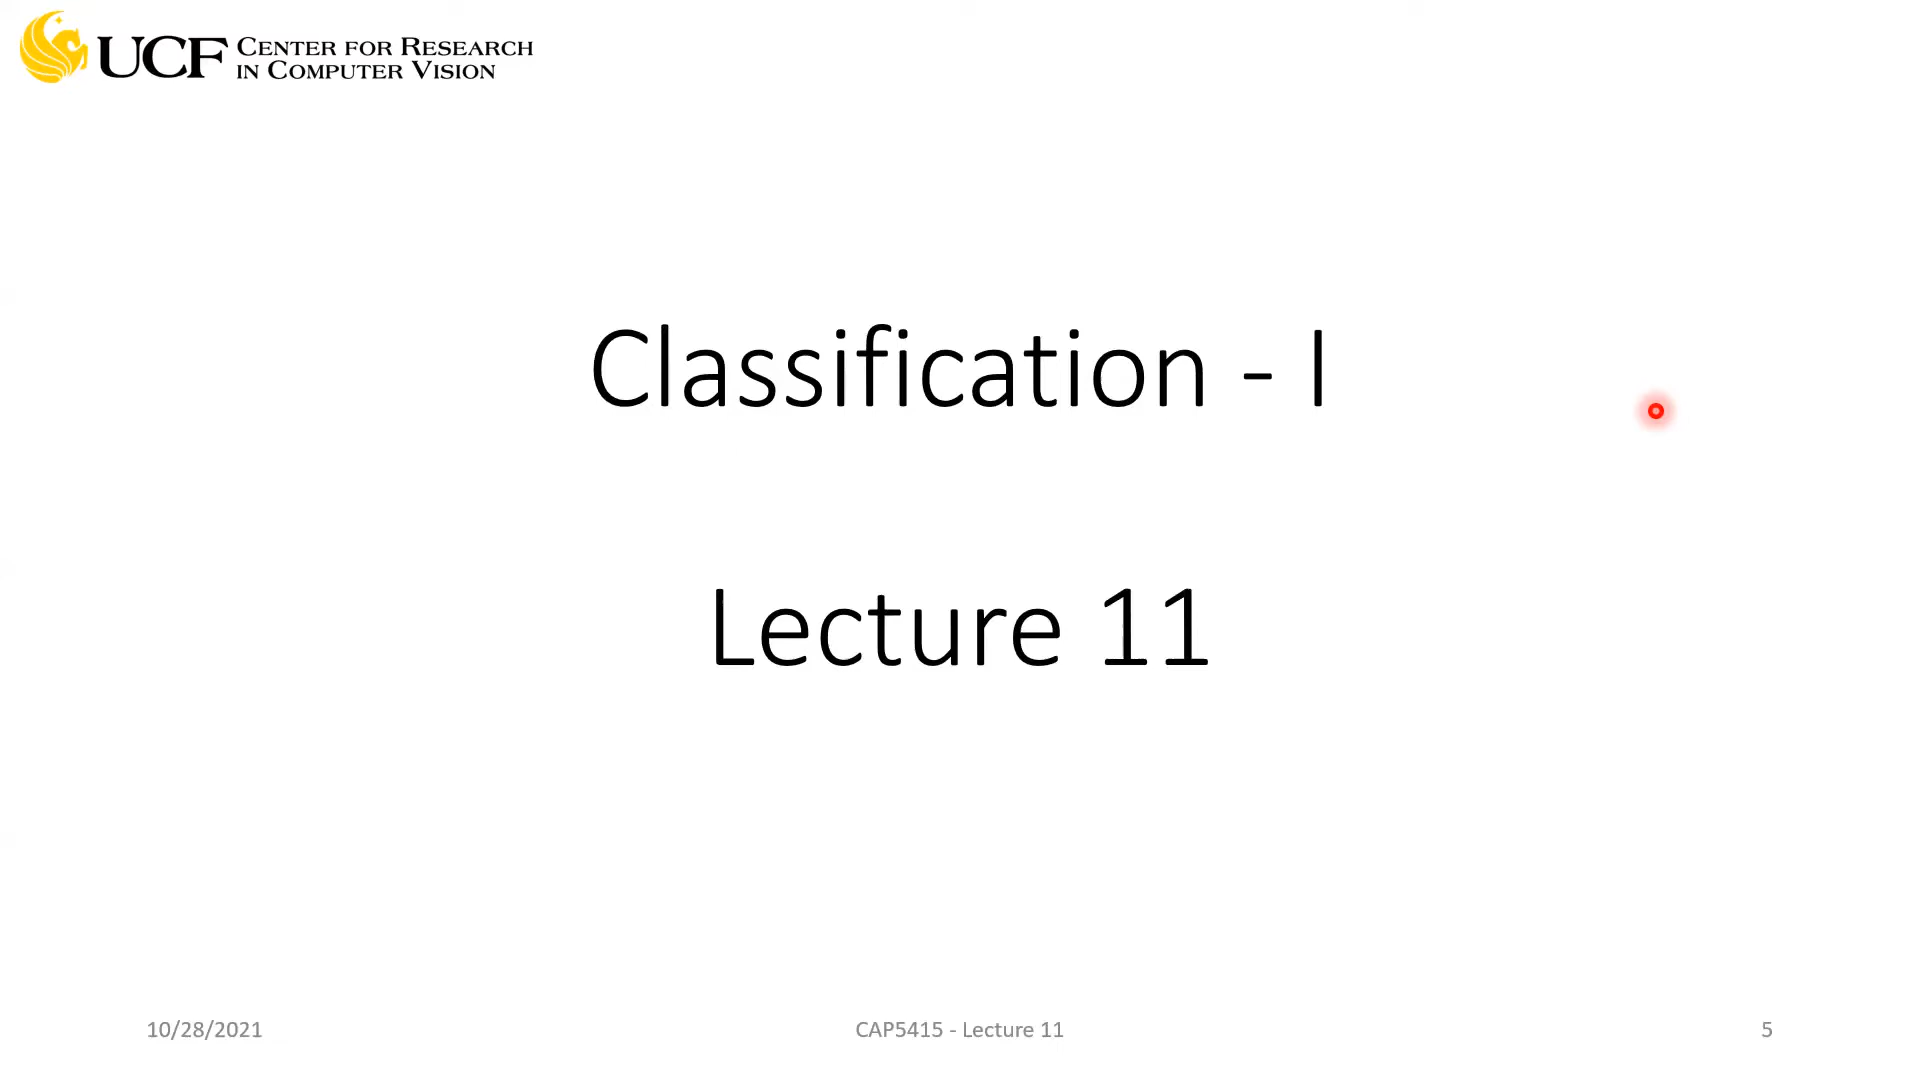 UCF CENTER FOR RESEARCH
IN COMPUTER VISION
Classification - I
Lecture 11
10/28/2021
CAP5415 - Lecture 11
5